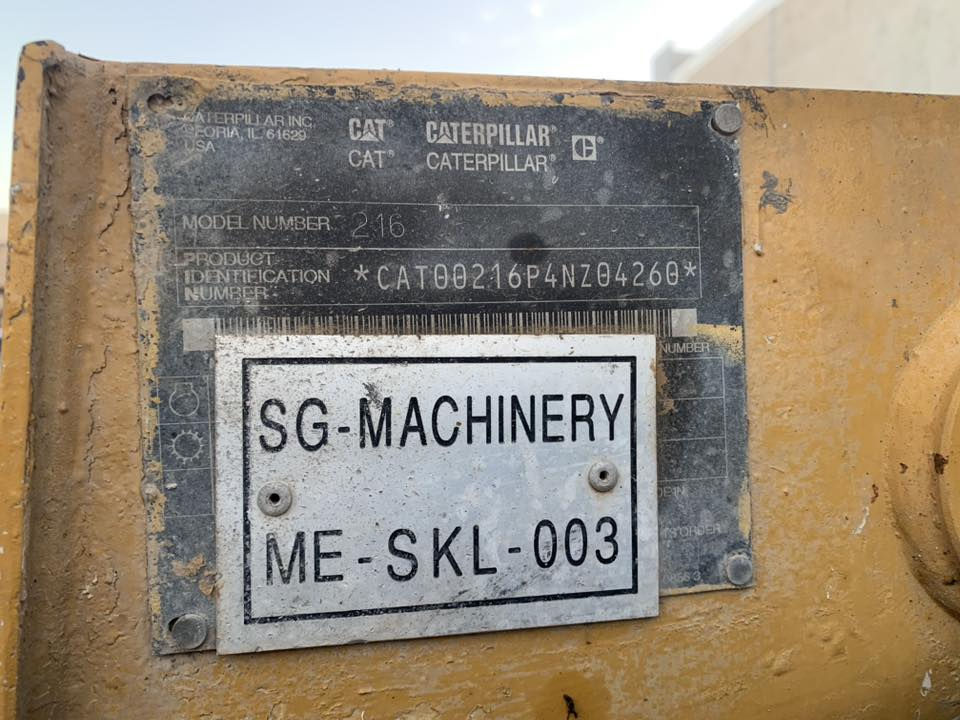 CATERPILLAR INC.
PEORIA, IL 61629
USA
CAT® CATERPILLAR® ®
CAT® CATERPILLAR®
MODEL NUMBER 216
PRODUCT
IDENTIFICATION
NUMBER
*CAT00216P4NZ04260*
NUMBER
SG-MACHINERY
ME-SKL-003